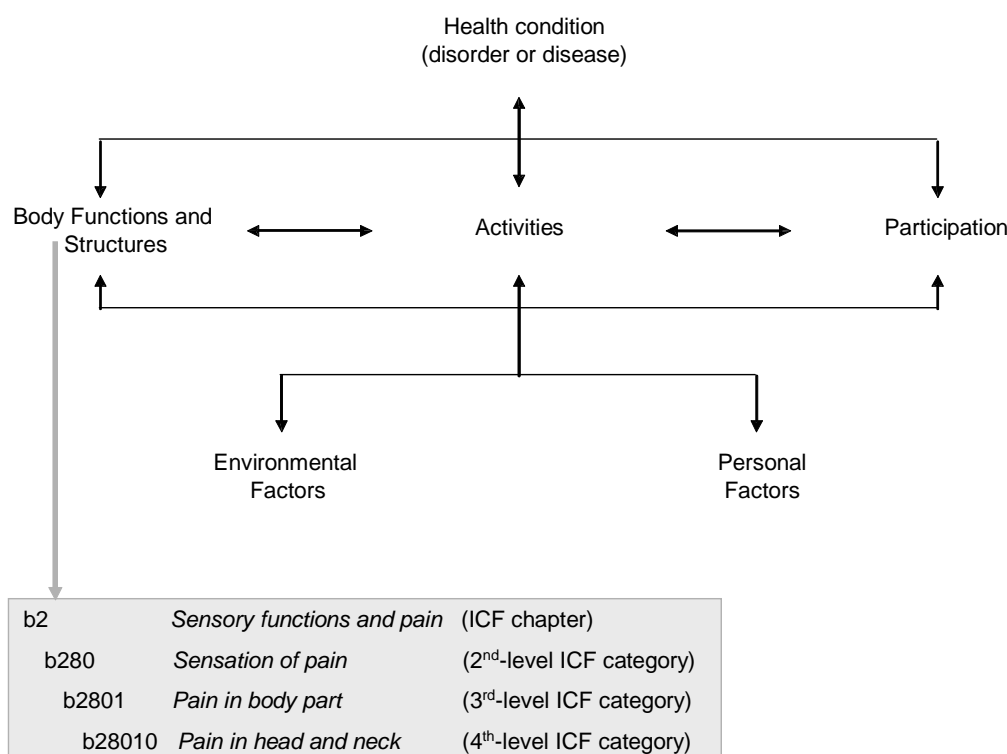 Health condition
(disorder or disease)
Body Functions and
Structures
Activities
Participation
Environmental
Factors
Personal
Factors
b2 Sensory functions and pain (ICF chapter)
b280 Sensation of pain (2nd-level ICF category)
b2801 Pain in body part (3rd-level ICF category)
b28010 Pain in head and neck (4th-level ICF category)